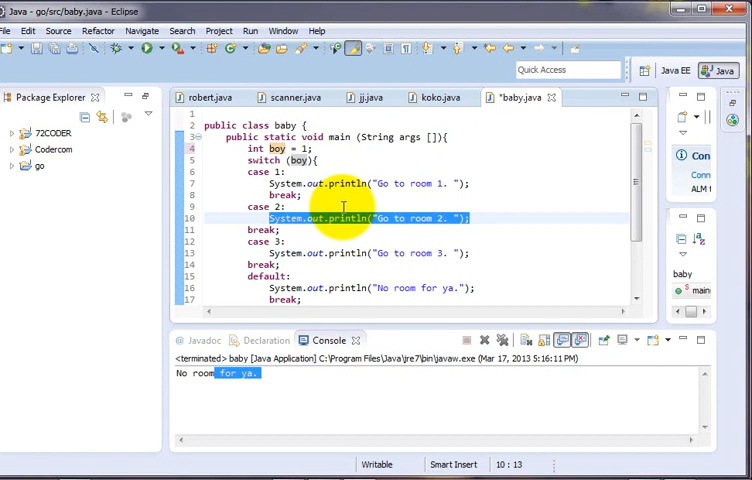 Java - go/src/baby.java - Eclipse
File Edit Source Refactor Navigate Search Project Run Window Help
Quick Access
Java EE
Java
Package Explorer
72CODER
Codercom
go
robert.java
scanner.java
jj.java
koko.java
*baby.java
1
2 public class baby {
3 public static void main (String args []){
4 int boy = 1;
5 switch (boy){
6 case 1:
7 System.out.println("Go to room 1. ");
8 break;
9 case 2:
10 System.out.println("Go to room 2. ");
11 break;
12 case 3:
13 System.out.println("Go to room 3. ");
14 break;
15 default:
16 System.out.println("No room for ya.");
17 break;
Conn
ALM
baby
main
Javadoc
Declaration
Console
<terminated> baby [Java Application] C:\Program Files\Java\jre7\bin\javaw.exe (Mar 17, 2013 5:16:11 PM)
No room for ya.
Writable
Smart Insert
10 : 13